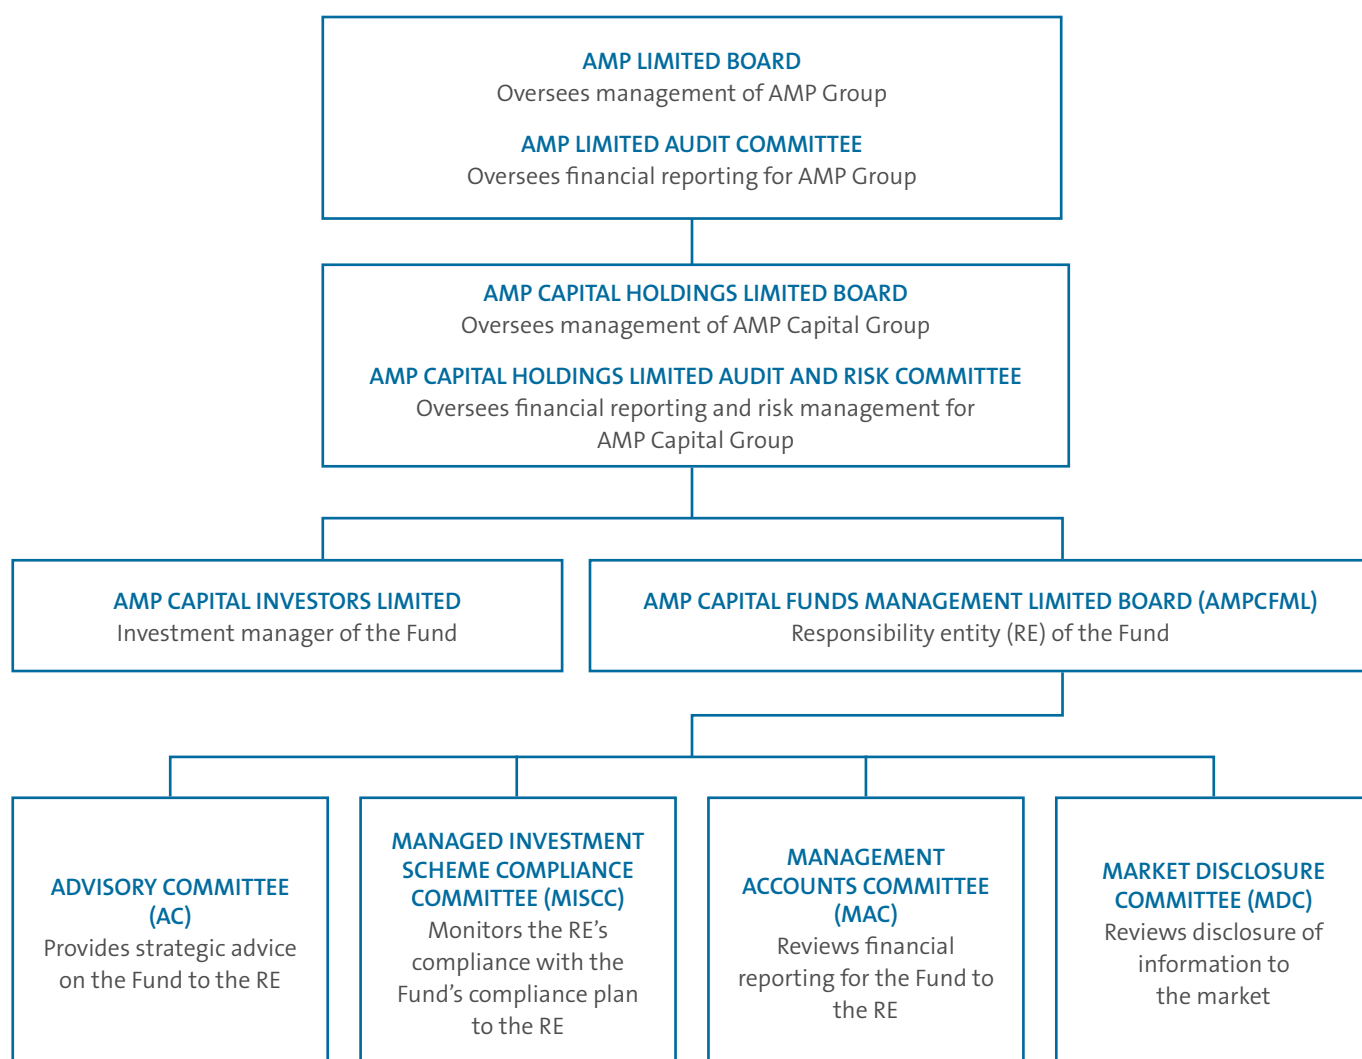 AMP LIMITED BOARD
Oversees management of AMP Group
AMP LIMITED AUDIT COMMITTEE
Oversees financial reporting for AMP Group
AMP CAPITAL HOLDINGS LIMITED BOARD
Oversees management of AMP Capital Group
AMP CAPITAL HOLDINGS LIMITED AUDIT AND RISK COMMITTEE
Oversees financial reporting and risk management for
AMP Capital Group
AMP CAPITAL INVESTORS LIMITED
Investment manager of the Fund
AMP CAPITAL FUNDS MANAGEMENT LIMITED BOARD (AMPCFML)
Responsibility entity (RE) of the Fund
ADVISORY COMMITTEE
(AC)
Provides strategic advice
on the Fund to the RE
MANAGED INVESTMENT
SCHEME COMPLIANCE
COMMITTEE (MISCC)
Monitors the RE’s
compliance with the
Fund’s compliance plan
to the RE
MANAGEMENT
ACCOUNTS COMMITTEE
(MAC)
Reviews financial
reporting for the Fund to
the RE
MARKET DISCLOSURE
COMMITTEE (MDC)
Reviews disclosure of
information to
the market